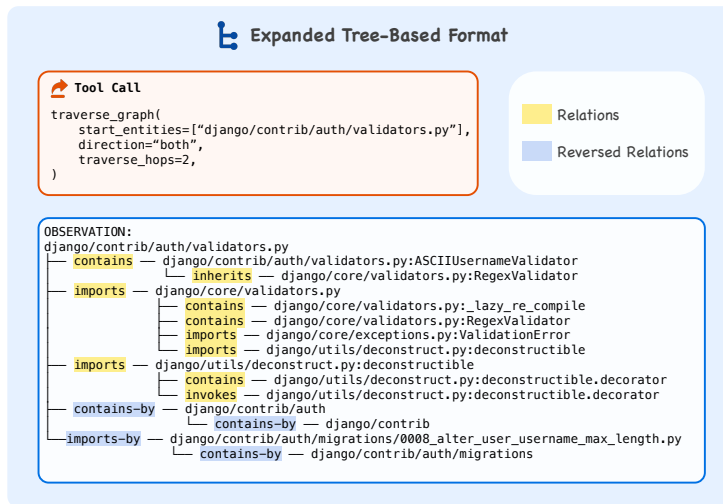 Expanded Tree-Based Format
Tool Call
traverse_graph(
    start_entities=[“django/contrib/auth/validators.py”],
    direction=“both”,
    traverse_hops=2,
)
Relations
Reversed Relations
OBSERVATION:
django/contrib/auth/validators.py
├── contains ── django/contrib/auth/validators.py:ASCIIUsernameValidator
│               └── inherits ── django/core/validators.py:RegexValidator
├── imports ── django/core/validators.py
│              ├── contains ── django/core/validators.py:_lazy_re_compile
│              ├── contains ── django/core/validators.py:RegexValidator
│              ├── imports ── django/core/exceptions.py:ValidationError
│              └── imports ── django/utils/deconstruct.py:deconstructible
├── imports ── django/utils/deconstruct.py:deconstructible
│              ├── contains ── django/utils/deconstruct.py:deconstructible.decorator
│              └── invokes ── django/utils/deconstruct.py:deconstructible.decorator
├── contains-by ── django/contrib/auth
│                  └── contains-by ── django/contrib
└──imports-by ── django/contrib/auth/migrations/0008_alter_user_username_max_length.py
                 └── contains-by ── django/contrib/auth/migrations